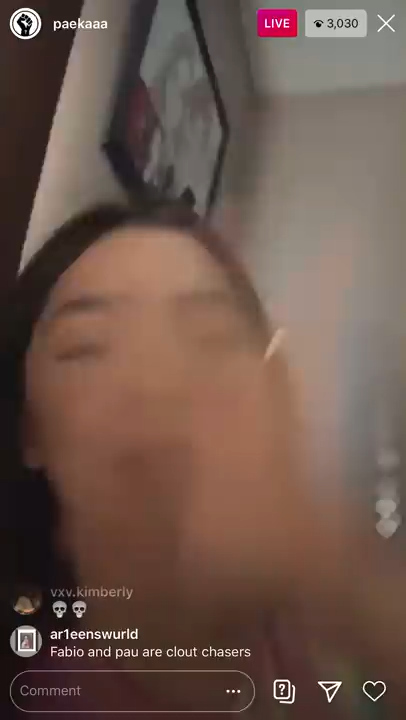 paekaaa
LIVE
3,030
vxv.kimberly
💀💀
ar1eenswurld
Fabio and pau are clout chasers
Comment